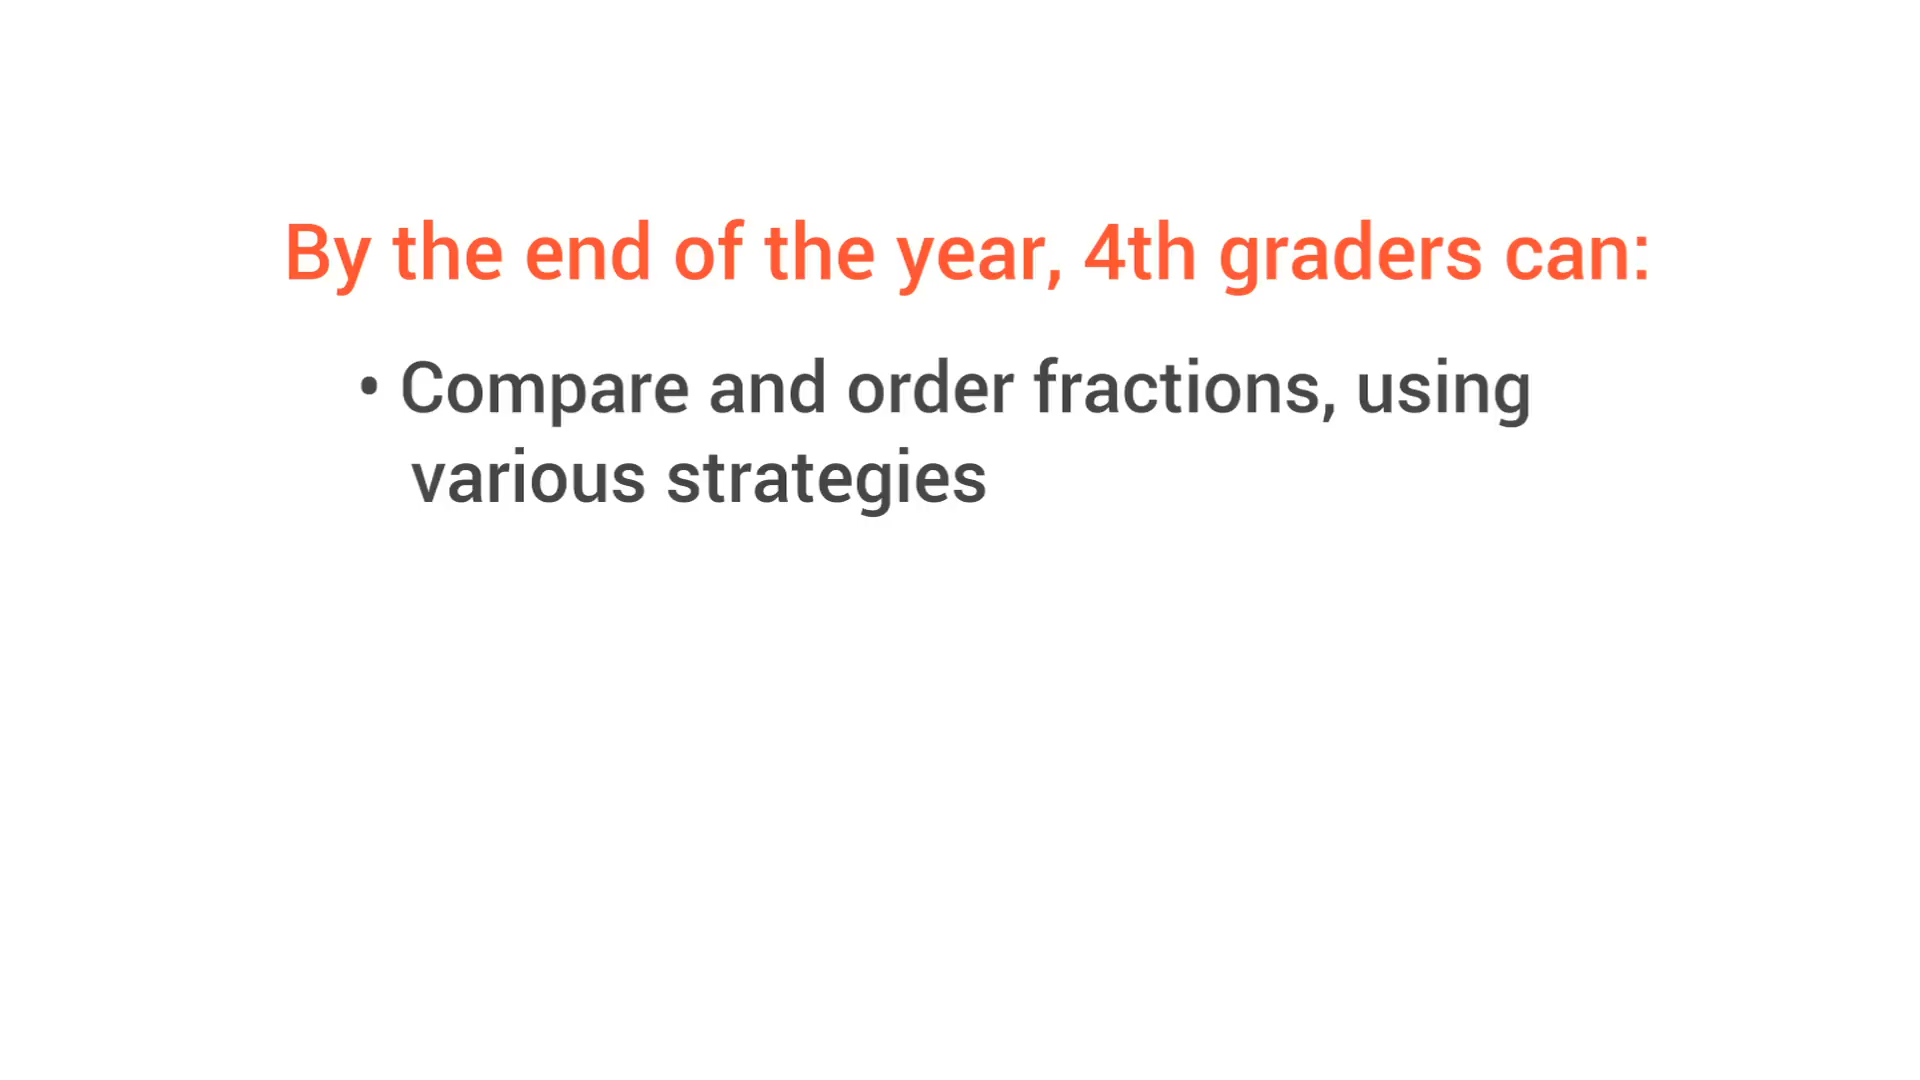 By the end of the year, 4th graders can:
• Compare and order fractions, using
various strategies